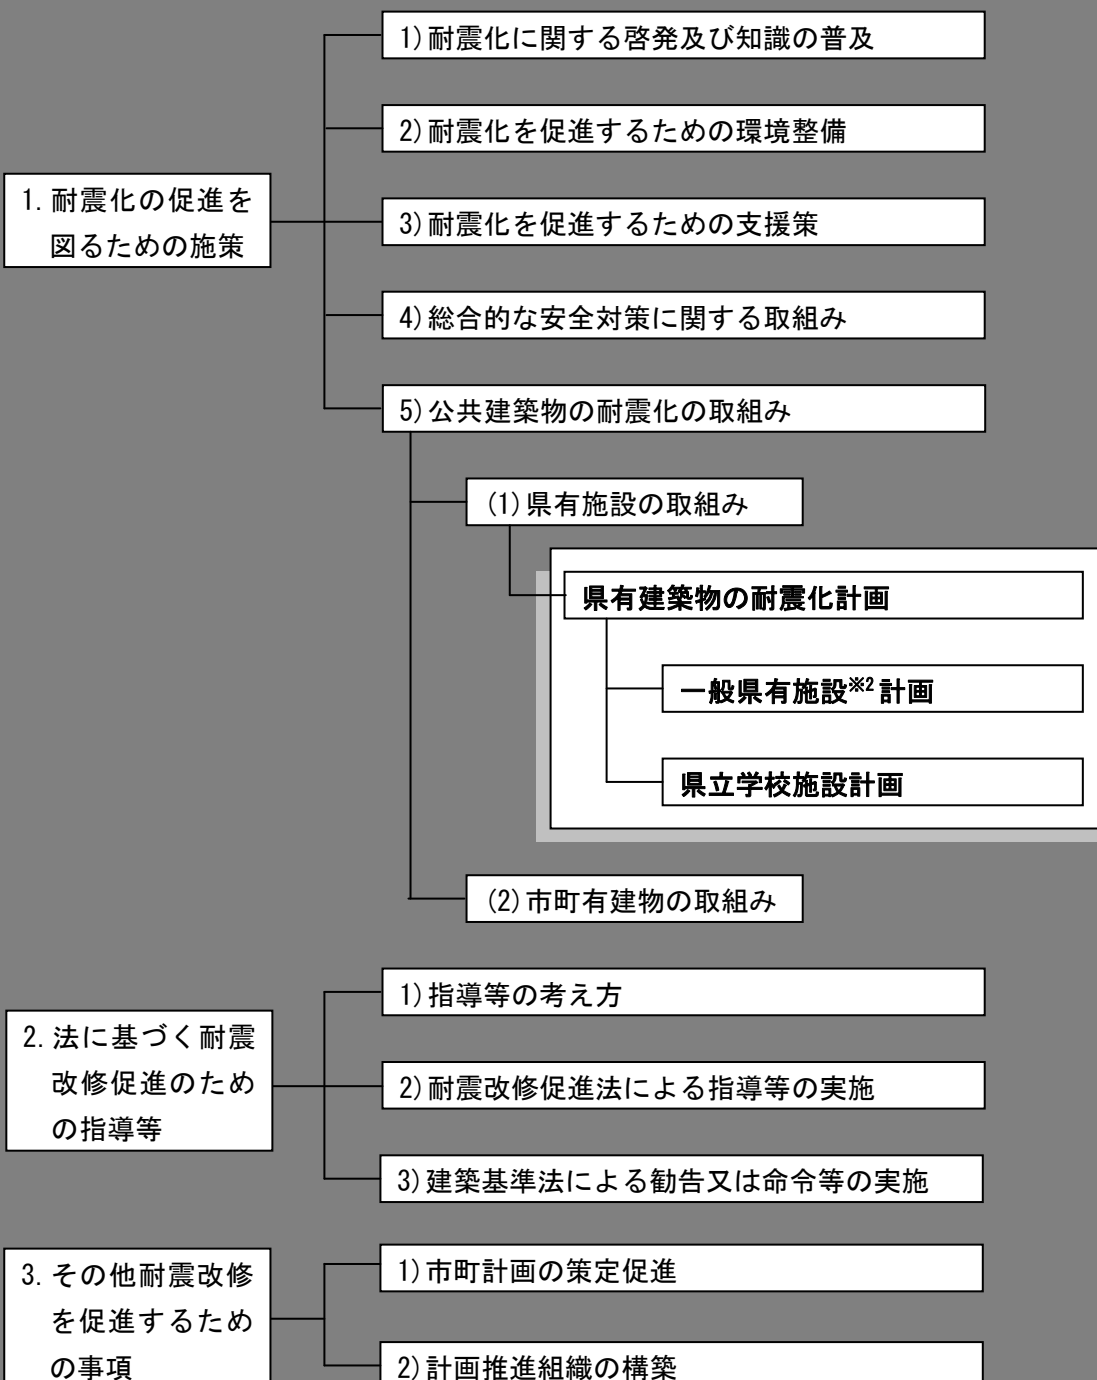 1)耐震化に関する啓発及び知識の普及
2)耐震化を促進するための環境整備
1.耐震化の促進を
図るための施策
3)耐震化を促進するための支援策
4)総合的な安全対策に関する取組み
5)公共建築物の耐震化の取組み
(1)県有施設の取組み
県有建築物の耐震化計画
一般県有施設※2計画
県立学校施設計画
(2)市町有建物の取組み
1)指導等の考え方
2.法に基づく耐震
改修促進のため
の指導等
2)耐震改修促進法による指導等の実施
3)建築基準法による勧告又は命令等の実施
3.その他耐震改修
を促進するため
の事項
1)市町計画の策定促進
2)計画推進組織の構築